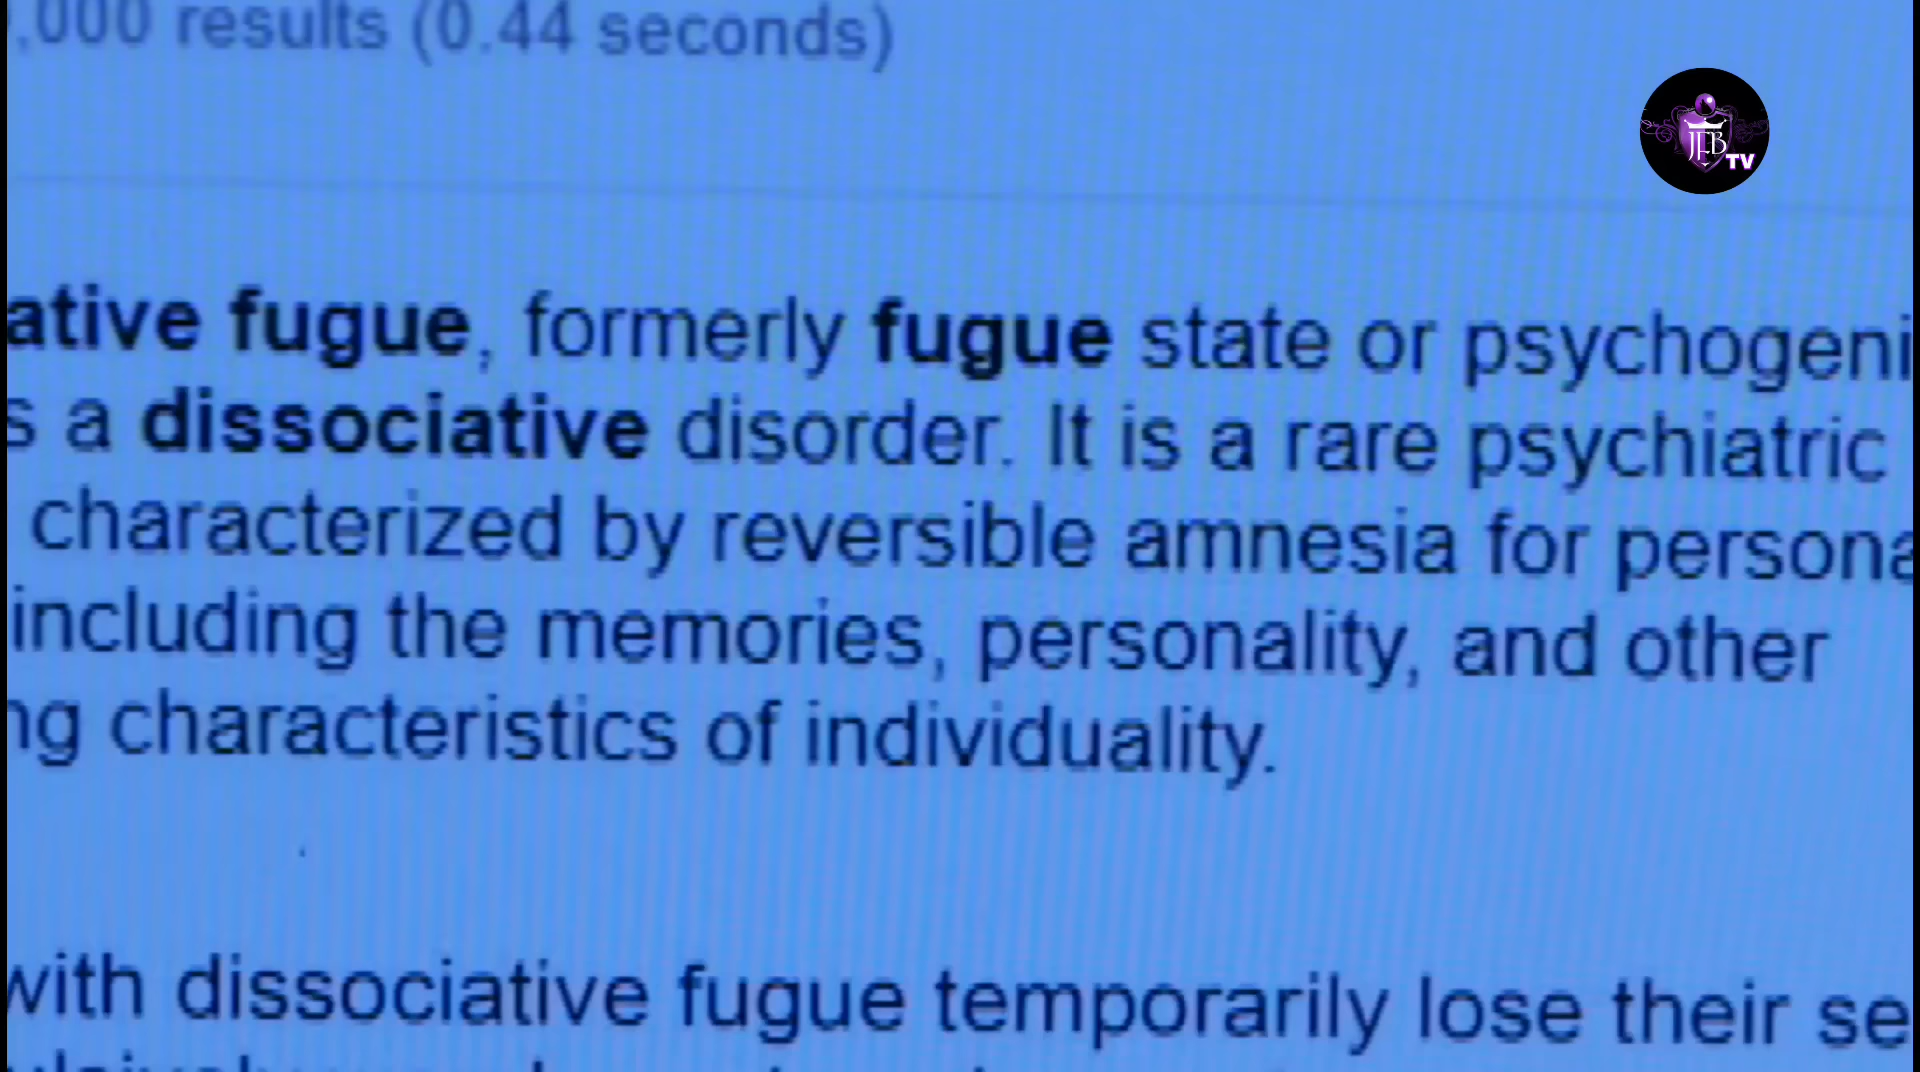 ,000 results (0.44 seconds)
JFB
TV
ative fugue, formerly fugue state or psychogeni
s a dissociative disorder. It is a rare psychiatric
characterized by reversible amnesia for persona
including the memories, personality, and other
ng characteristics of individuality.
with dissociative fugue temporarily lose their se